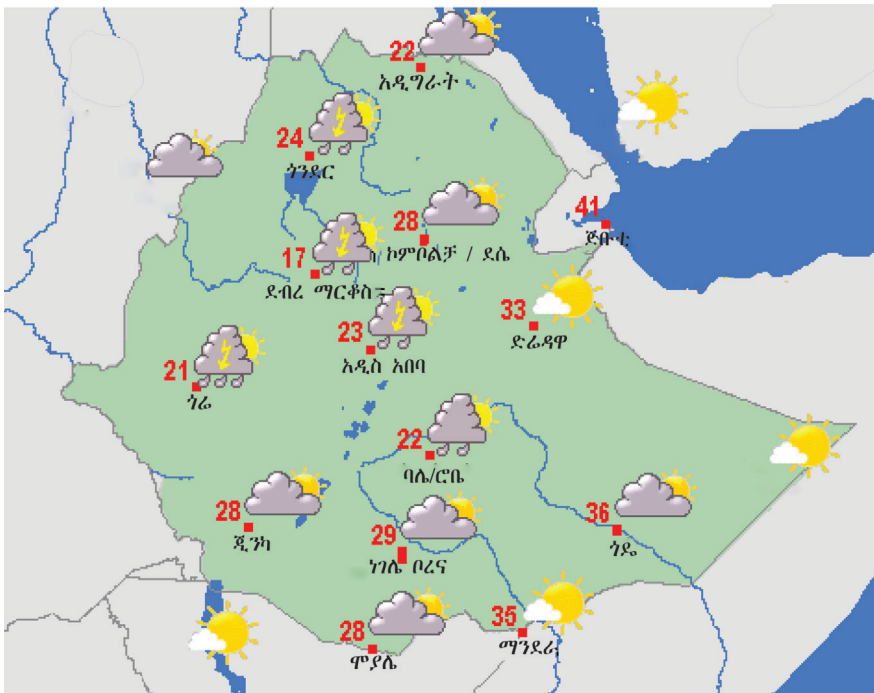 22
አዲግራት
24
ጎንደር
41
ጅቡቲ
28
ኮምቦልቻ / ደሴ
17
ደብረ ማርቆስ
33
ድሬዳዋ
23
አዲስ አበባ
21
ጎሬ
22
ባሌ/ሮቤ
28
ጂንካ
36
ጎዴ
29
ነገሌ ቦረና
35
ማንደራ
28
ሞያሌ